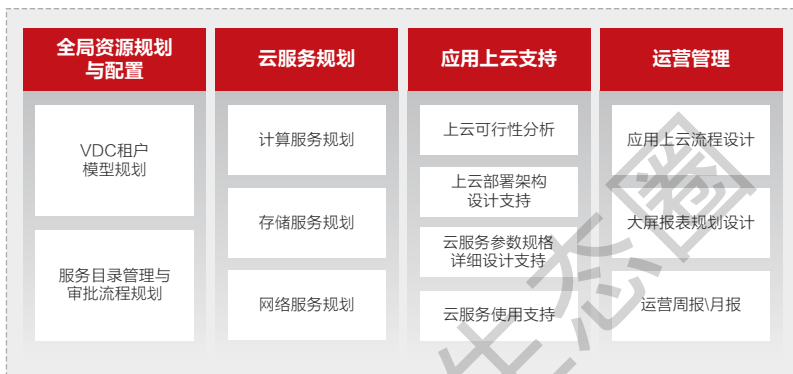 全局资源规划
与配置
VDC租户
模型规划
服务目录管理与
审批流程规划
云服务规划
计算服务规划
存储服务规划
网络服务规划
应用上云支持
上云可行性分析
上云部署架构
设计支持
云服务参数规格
详细设计支持
云服务使用支持
运营管理
应用上云流程设计
大屏报表规划设计
运营周报\月报
生态圈